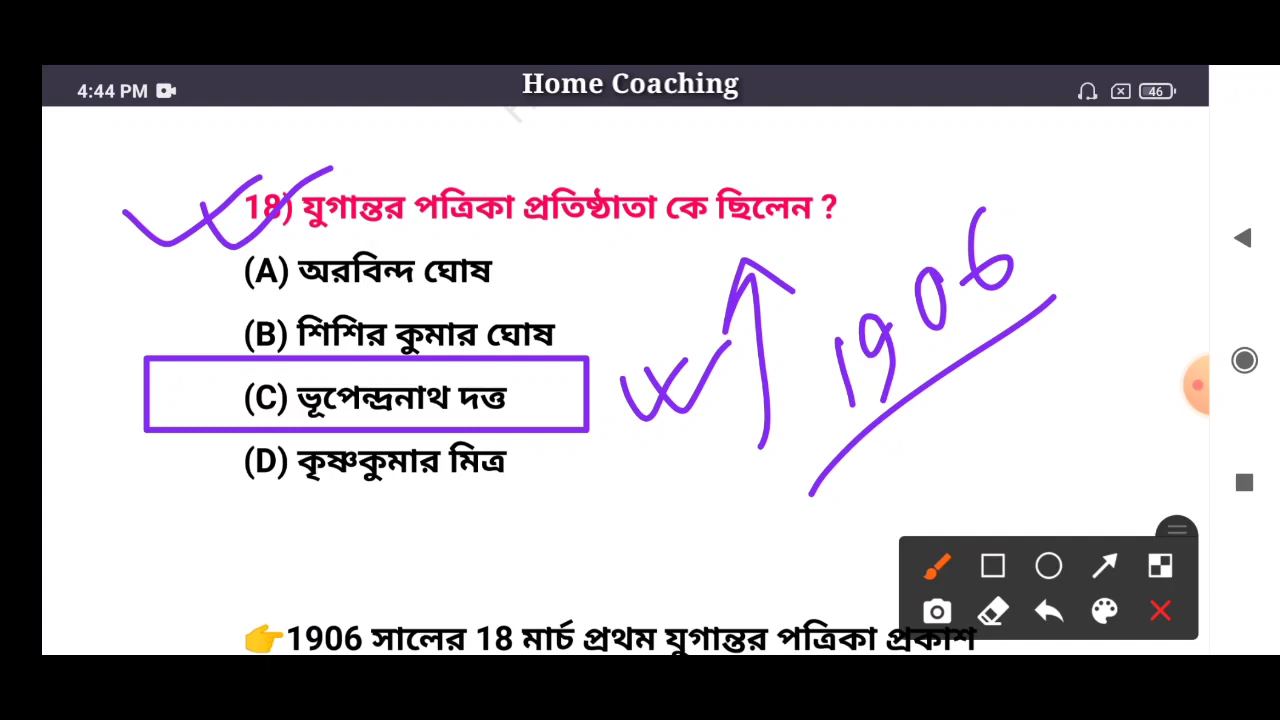 Home Coaching
4:44 PM
46
18) যুগান্তর পত্রিকা প্রতিষ্ঠাতা কে ছিলেন ?
(A) অরবিন্দ ঘোষ
(B) শিশির কুমার ঘোষ
(C) ভূপেন্দ্রনাথ দত্ত
(D) কৃষ্ণকুমার মিত্র
1906
👉1906 সালের 18 মার্চ প্রথম যুগান্তর পত্রিকা প্রকাশ